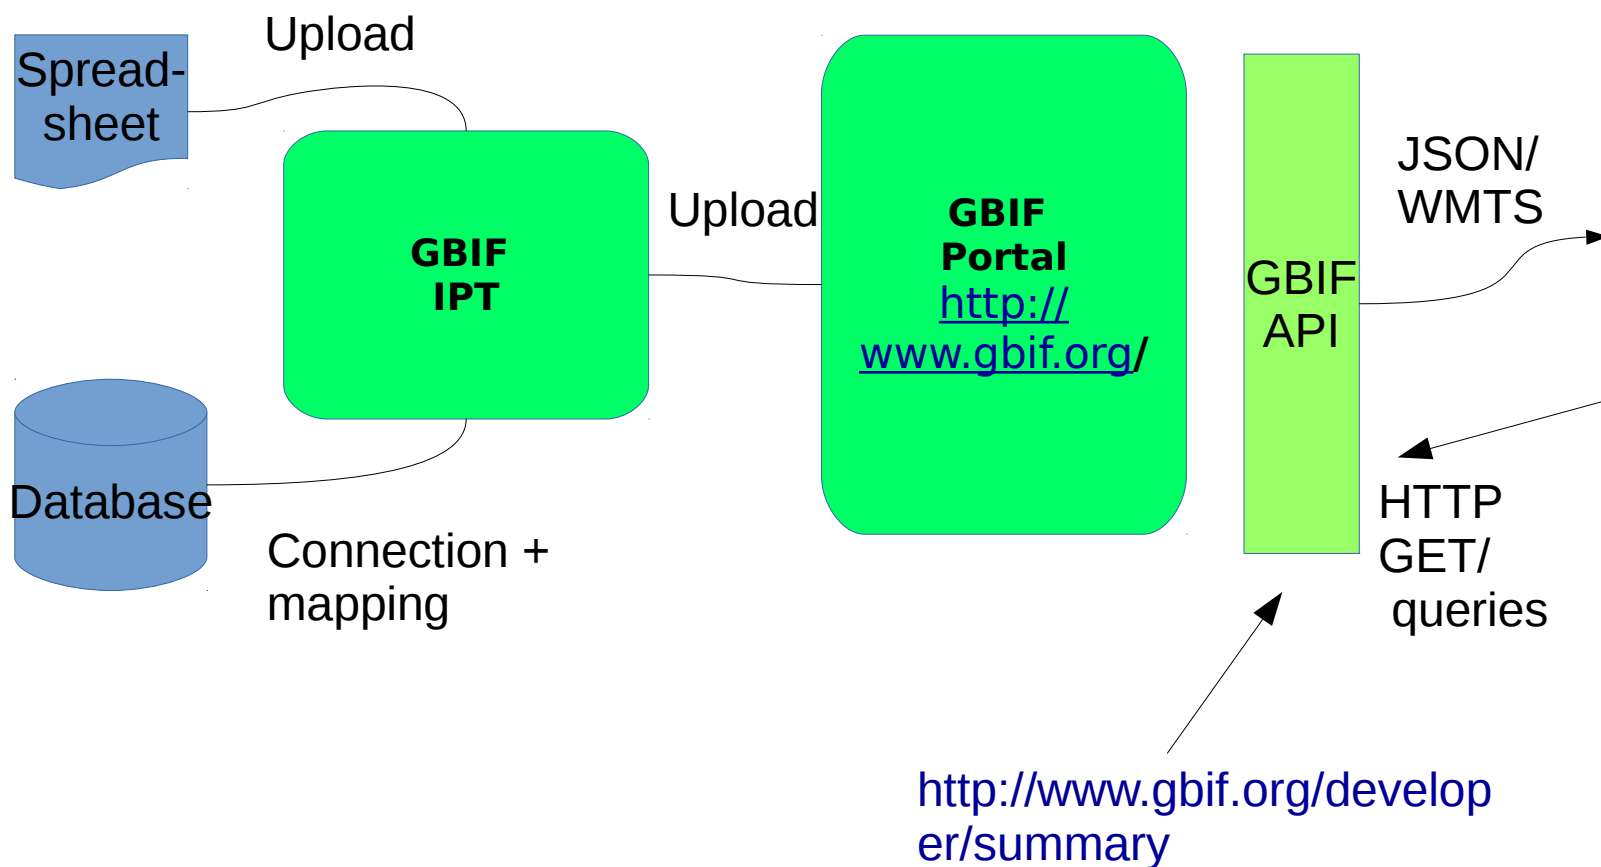 Upload
Spread-
sheet
GBIF
IPT
Upload
Database
Connection +
mapping
GBIF
Portal
http://
www.gbif.org/
GBIF
API
JSON/
WMTS
HTTP
GET/
queries
http://www.gbif.org/develop
er/summary